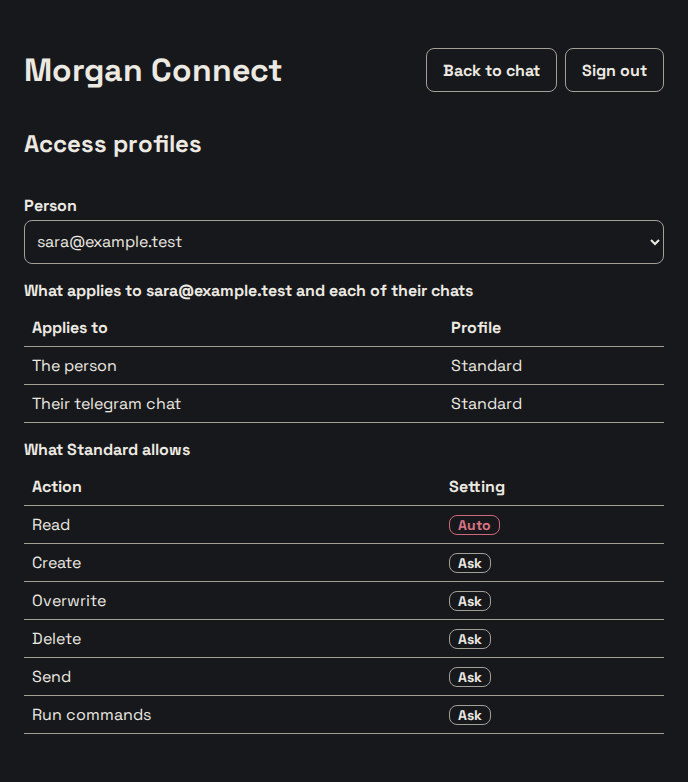 Morgan Connect
Back to chat
Sign out
Access profiles
Person
sara@example.test
What applies to sara@example.test and each of their chats
Applies to Profile
The person Standard
Their telegram chat Standard
What Standard allows
Action Setting
Read Auto
Create Ask
Overwrite Ask
Delete Ask
Send Ask
Run commands Ask